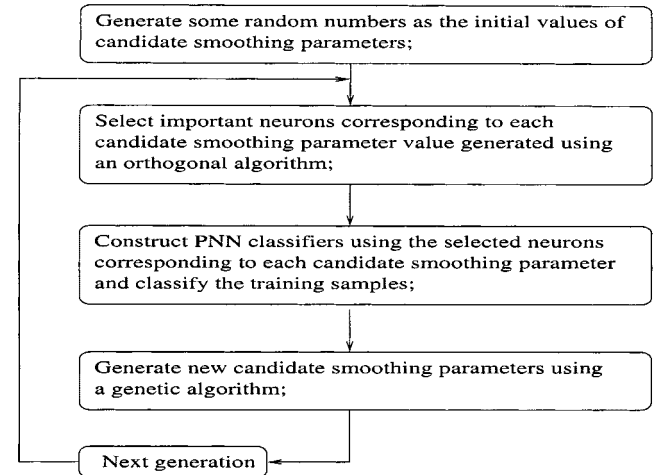 Generate some random numbers as the initial values of
candidate smoothing parameters;
Select important neurons corresponding to each
candidate smoothing parameter value generated using
an orthogonal algorithm;
Construct PNN classifiers using the selected neurons
corresponding to each candidate smoothing parameter
and classify the training samples;
Generate new candidate smoothing parameters using
a genetic algorithm;
Next generation